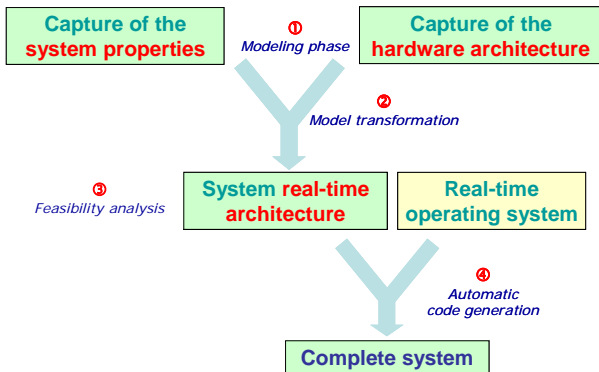 Capture of the
system properties
①
Modeling phase
Capture of the
hardware architecture
②
Model transformation
③
Feasibility analysis
System real-time
architecture
Real-time
operating system
④
Automatic
code generation
Complete system